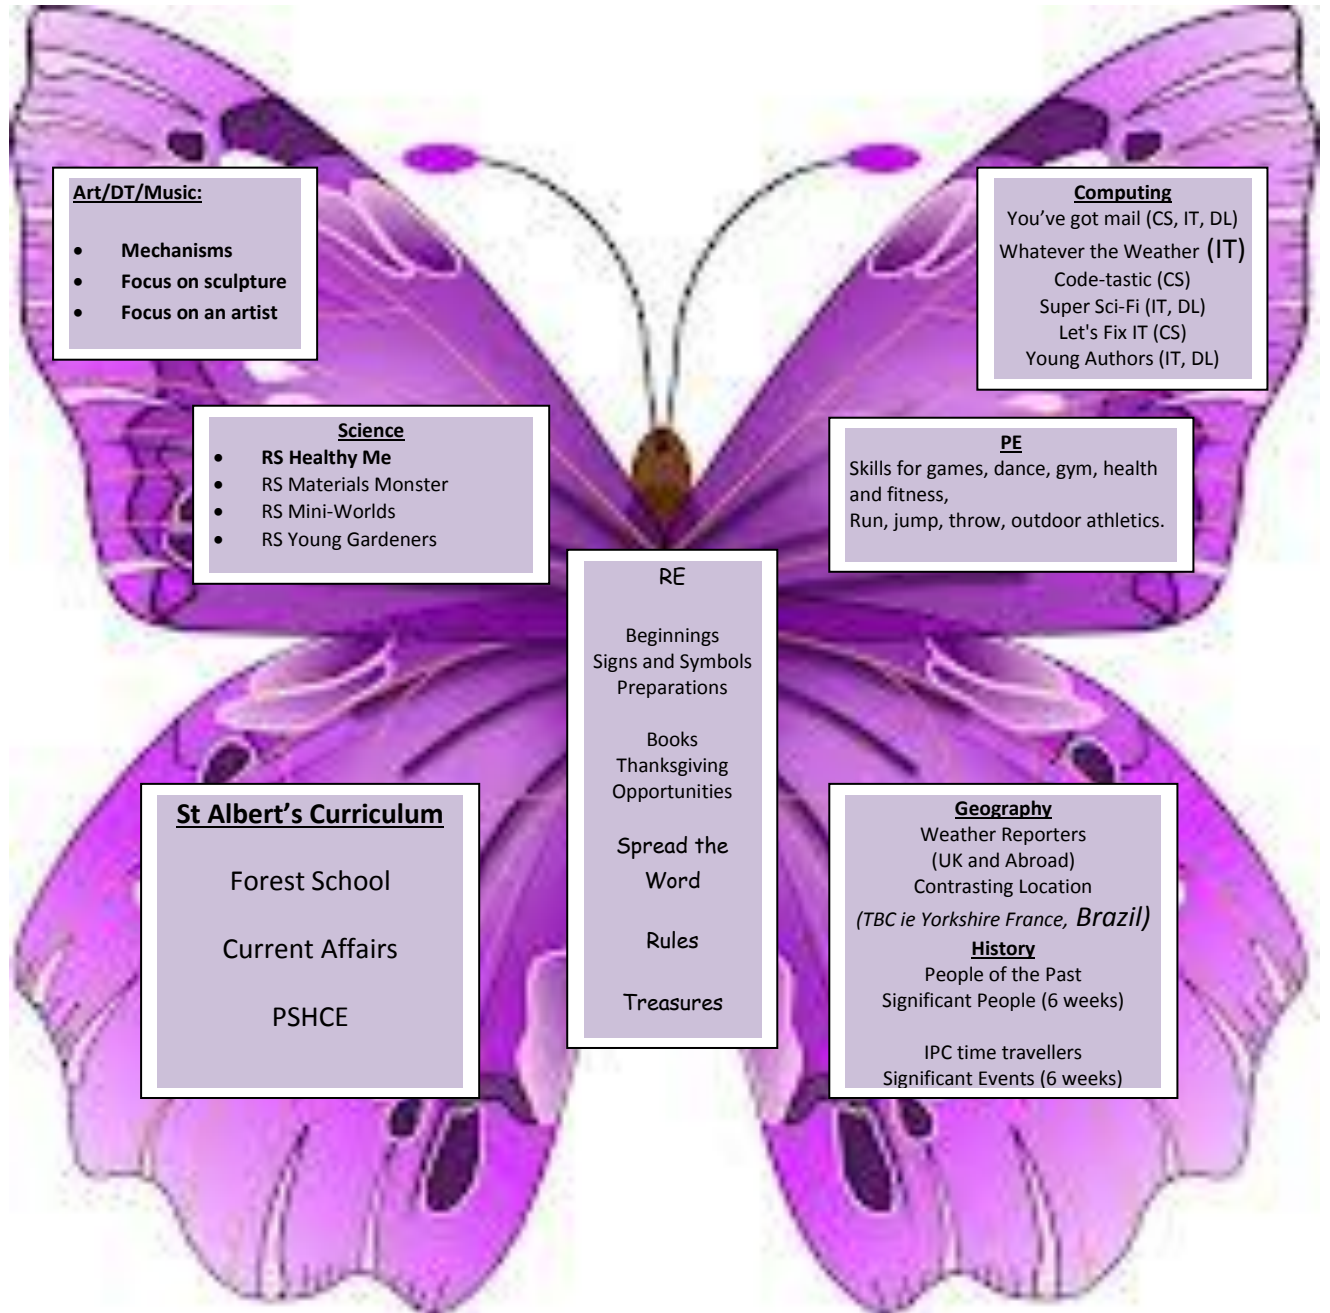 Art/DT/Music:
• Mechanisms
• Focus on sculpture
• Focus on an artist
Computing
You've got mail (CS, IT, DL)
Whatever the Weather (IT)
Code-tastic (CS)
Super Sci-Fi (IT, DL)
Let's Fix IT (CS)
Young Authors (IT, DL)
Science
• RS Healthy Me
• RS Materials Monster
• RS Mini-Worlds
• RS Young Gardeners
PE
Skills for games, dance, gym, health
and fitness,
Run, jump, throw, outdoor athletics.
RE
Beginnings
Signs and Symbols
Preparations
Books
Thanksgiving
Opportunities
Spread the
Word
Rules
Treasures
St Albert's Curriculum
Forest School
Current Affairs
PSHCE
Geography
Weather Reporters
(UK and Abroad)
Contrasting Location
(TBC ie Yorkshire France, Brazil)
History
People of the Past
Significant People (6 weeks)
IPC time travellers
Significant Events (6 weeks)